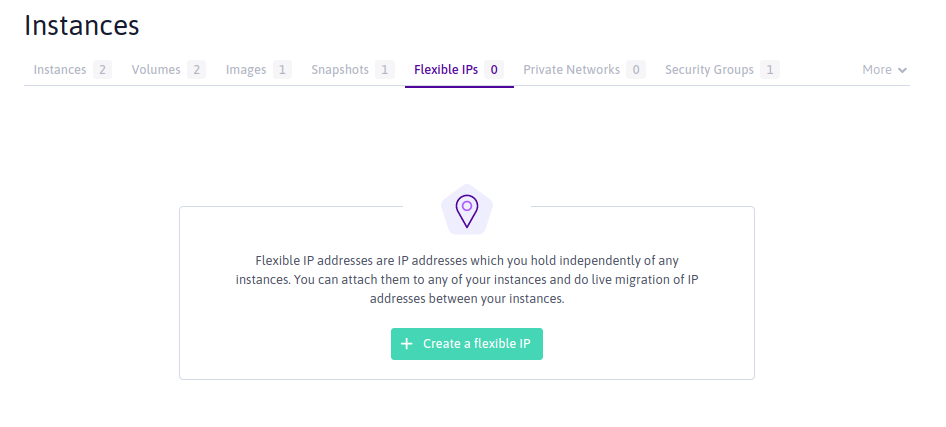 Instances
Instances 2 Volumes 2 Images 1 Snapshots 1 Flexible IPs 0 Private Networks 0 Security Groups 1 More
Flexible IP addresses are IP addresses which you hold independently of any
instances. You can attach them to any of your instances and do live migration of IP
addresses between your instances.
+ Create a flexible IP